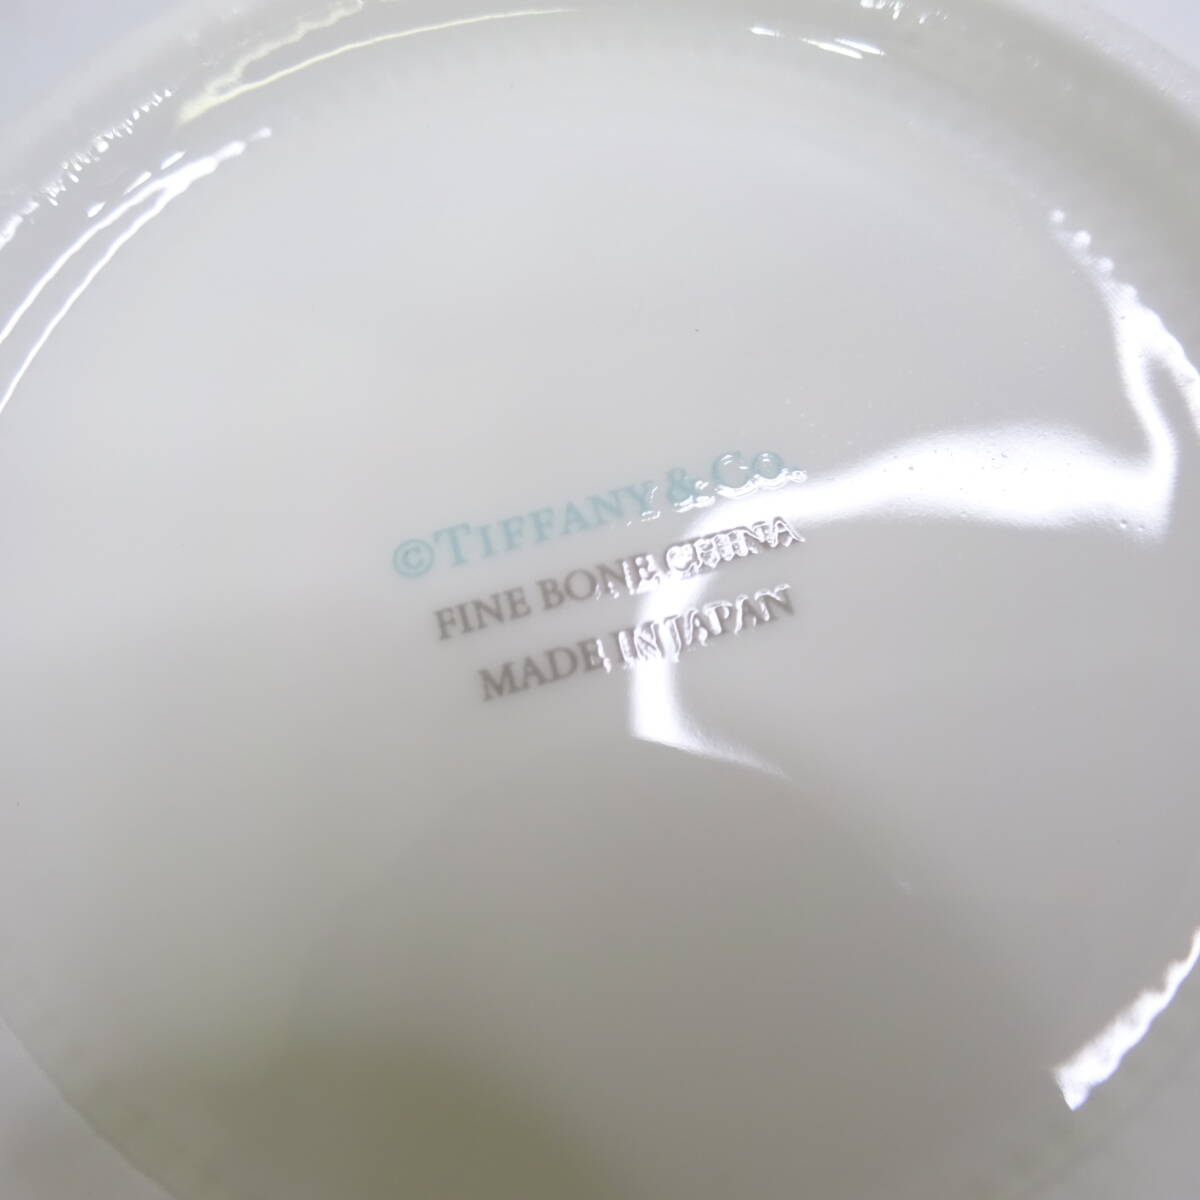 ©TIFFANY & CO.
FINE BONE CHINA
MADE IN JAPAN